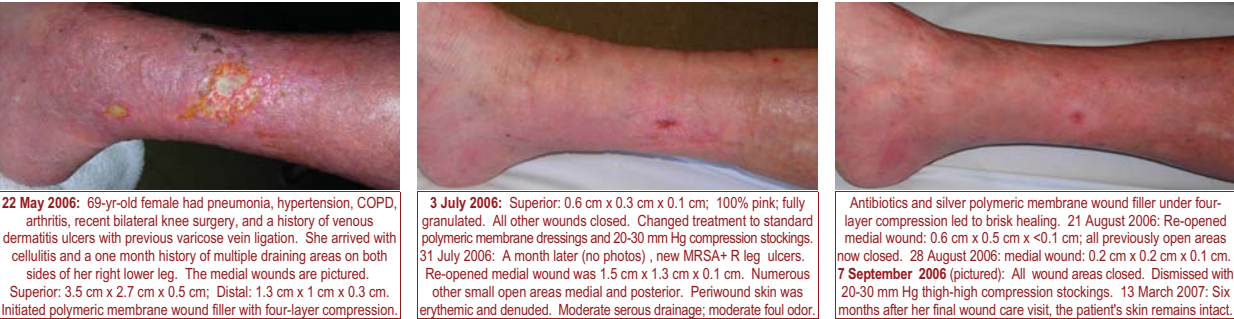 22 May 2006: 69-yr-old female had pneumonia, hypertension, COPD,
arthritis, recent bilateral knee surgery, and a history of venous
dermatitis ulcers with previous varicose vein ligation. She arrived with
cellulitis and a one month history of multiple draining areas on both
sides of her right lower leg. The medial wounds are pictured.
Superior: 3.5 cm x 2.7 cm x 0.5 cm; Distal: 1.3 cm x 1 cm x 0.3 cm.
Initiated polymeric membrane wound filler with four-layer compression.
3 July 2006: Superior: 0.6 cm x 0.3 cm x 0.1 cm; 100% pink; fully
granulated. All other wounds closed. Changed treatment to standard
polymeric membrane dressings and 20-30 mm Hg compression stockings.
31 July 2006: A month later (no photos) , new MRSA+ R leg ulcers.
Re-opened medial wound was 1.5 cm x 1.3 cm x 0.1 cm. Numerous
other small open areas medial and posterior. Periwound skin was
erythemic and denuded. Moderate serous drainage; moderate foul odor.
Antibiotics and silver polymeric membrane wound filler under four-
layer compression led to brisk healing. 21 August 2006: Re-opened
medial wound: 0.6 cm x 0.5 cm x <0.1 cm; all previously open areas
now closed. 28 August 2006: medial wound: 0.2 cm x 0.2 cm x 0.1 cm.
7 September 2006 (pictured): All wound areas closed. Dismissed with
20-30 mm Hg thigh-high compression stockings. 13 March 2007: Six
months after her final wound care visit, the patient's skin remains intact.